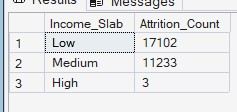 Results Messages
Income_Slab Attrition_Count
1 Low 17102
2 Medium 11233
3 High 3